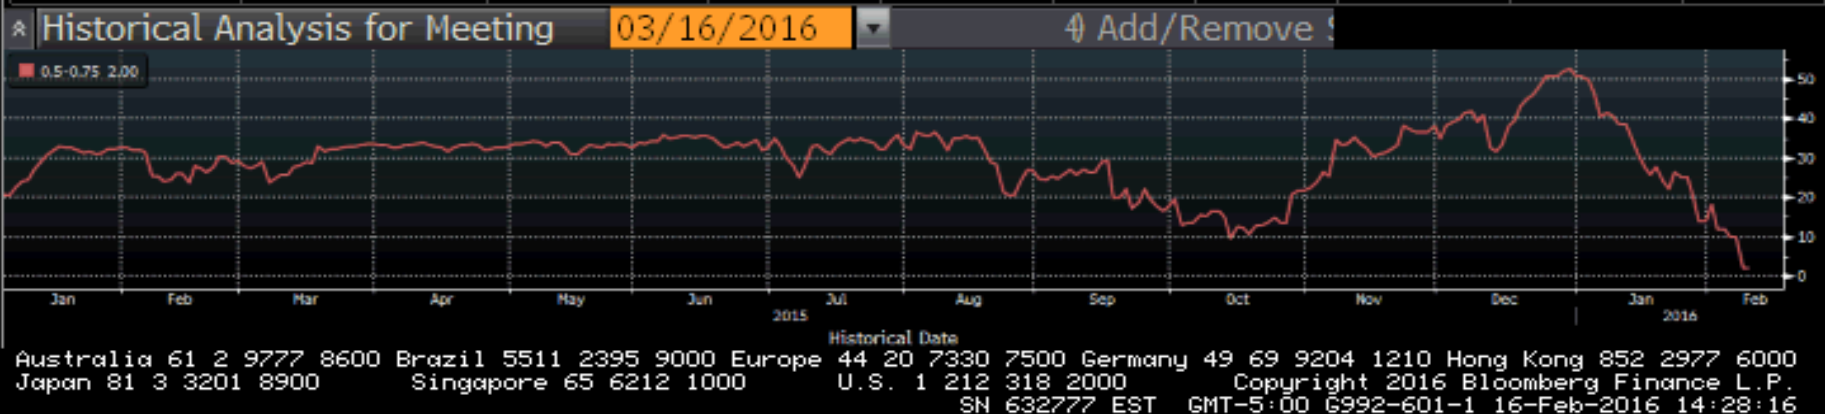 Historical Analysis for Meeting 03/16/2016 4) Add/Remove S
0.5-0.75 2.00
50
40
30
20
10
0
Jan Feb Mar Apr May Jun Jul Aug Sep Oct Nov Dec Jan Feb
2015 2016
Historical Date
Australia 61 2 9777 8600 Brazil 5511 2395 9000 Europe 44 20 7330 7500 Germany 49 69 9204 1210 Hong Kong 852 2977 6000
Japan 81 3 3201 8900 Singapore 65 6212 1000 U.S. 1 212 318 2000 Copyright 2016 Bloomberg Finance L.P.
SN 632777 EST GMT-5:00 G992-601-1 16-Feb-2016 14:28:16